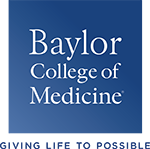 Baylor
College of
Medicine
GIVING LIFE TO POSSIBLE